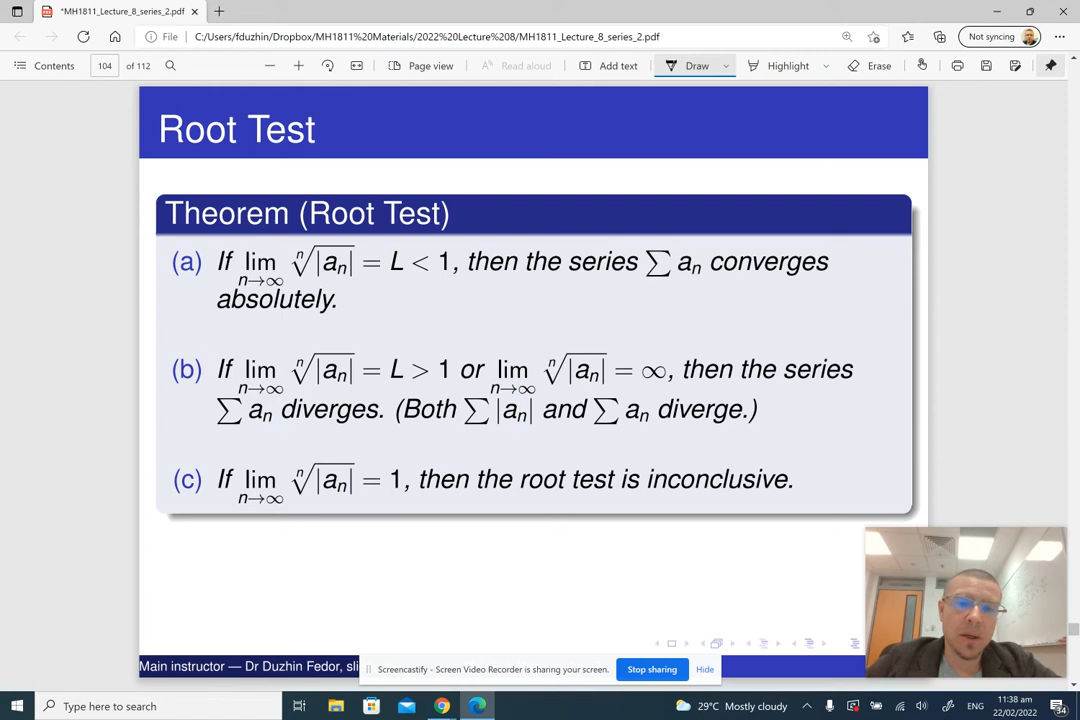 *MH1811_Lecture_8_series_2.pdf
File C:/Users/fduzhin/Dropbox/MH1811%20Materials/2022%20Lecture%208/MH1811_Lecture_8_series_2.pdf Not syncing
Contents 104 of 112 Page view Read aloud Add text Draw Highlight Erase
Root Test
Theorem (Root Test)
(a) If lim n→∞ ⁿ√|aₙ| = L < 1, then the series ∑ aₙ converges
absolutely.
(b) If lim n→∞ ⁿ√|aₙ| = L > 1 or lim n→∞ ⁿ√|aₙ| = ∞, then the series
∑ aₙ diverges. (Both ∑ |aₙ| and ∑ aₙ diverge.)
(c) If lim n→∞ ⁿ√|aₙ| = 1, then the root test is inconclusive.
Main instructor — Dr Duzhin Fedor, sli
Screencastify - Screen Video Recorder is sharing your screen. Stop sharing Hide
Type here to search 29°C Mostly cloudy ENG 11:38 am
22/02/2022 34